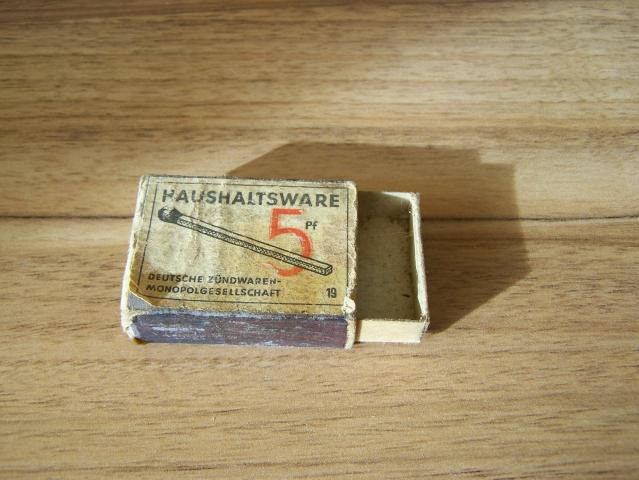 HAUSHALTSWARE
5 Pf
DEUTSCHE ZÜNDWAREN-
MONOPOLGESELLSCHAFT 19